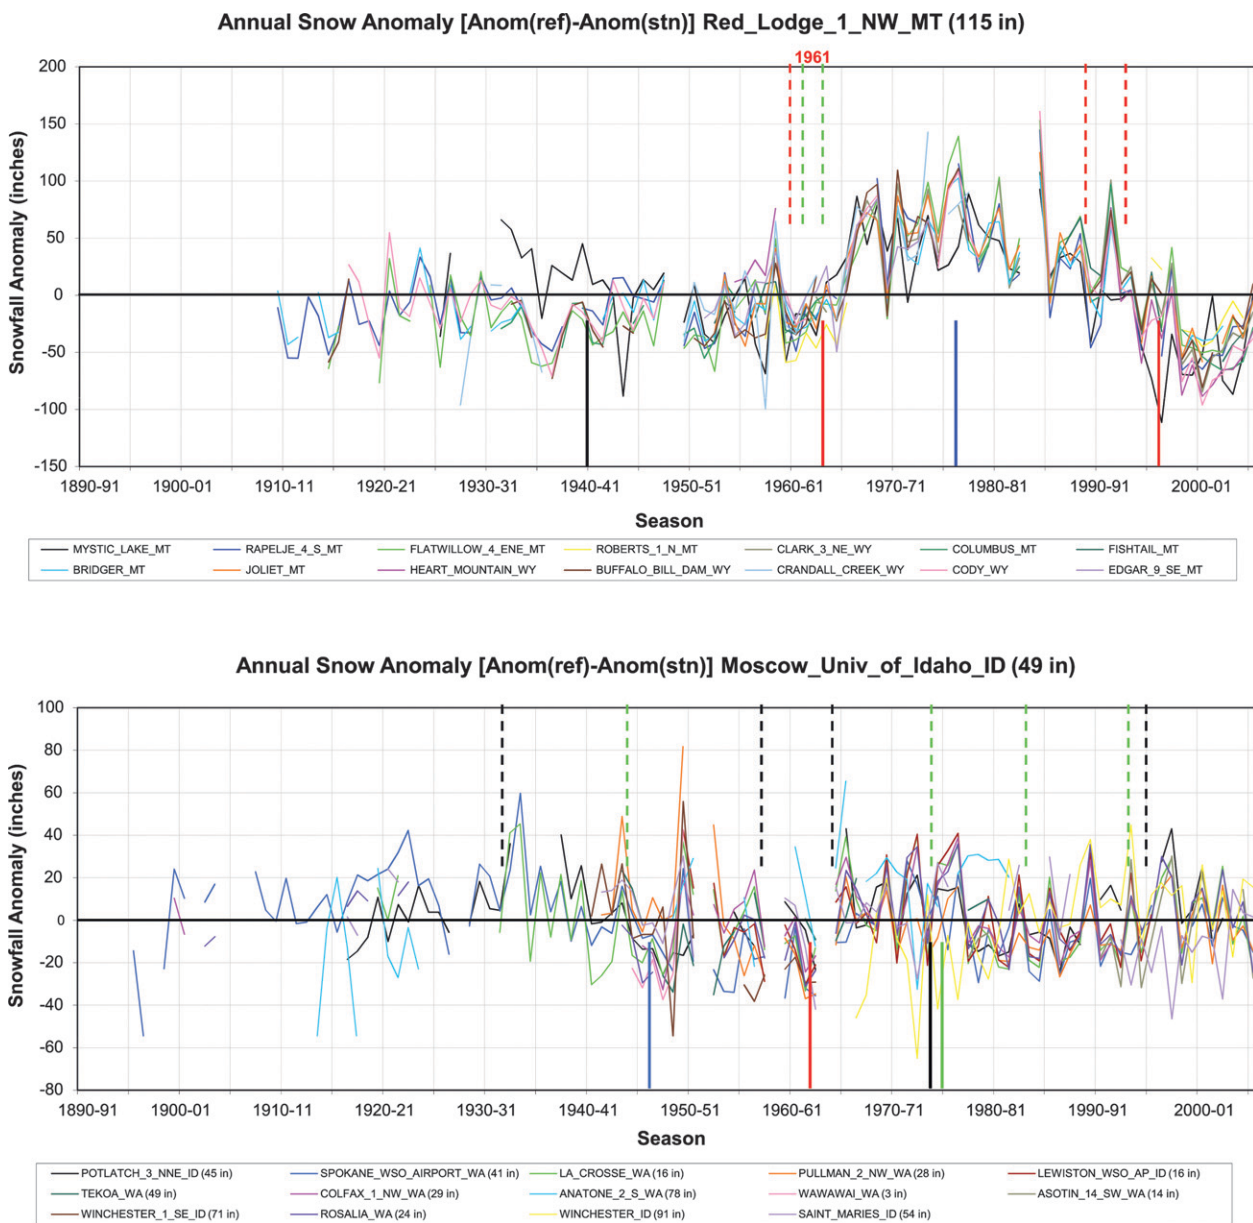 Annual Snow Anomaly [Anom(ref)-Anom(stn)] Red_Lodge_1_NW_MT (115 in)
1961
200
150
100
50
0
-50
-100
-150
Snowfall Anomaly (inches)
1890-91 1900-01 1910-11 1920-21 1930-31 1940-41 1950-51 1960-61 1970-71 1980-81 1990-91 2000-01
Season
MYSTIC_LAKE_MT RAPELJE_4_S_MT FLATWILLOW_4_ENE_MT ROBERTS_1_N_MT CLARK_3_NE_WY COLUMBUS_MT FISHTAIL_MT
BRIDGER_MT JOLIET_MT HEART_MOUNTAIN_WY BUFFALO_BILL_DAM_WY CRANDALL_CREEK_WY CODY_WY EDGAR_9_SE_MT
Annual Snow Anomaly [Anom(ref)-Anom(stn)] Moscow_Univ_of_Idaho_ID (49 in)
100
80
60
40
20
0
-20
-40
-60
-80
Snowfall Anomaly (inches)
1890-91 1900-01 1910-11 1920-21 1930-31 1940-41 1950-51 1960-61 1970-71 1980-81 1990-91 2000-01
Season
POTLATCH_3_NNE_ID (45 in) SPOKANE_WSO_AIRPORT_WA (41 in) LA_CROSSE_WA (16 in) PULLMAN_2_NW_WA (28 in) LEWISTON_WSO_AP_ID (16 in)
TEKOA_WA (49 in) COLFAX_1_NW_WA (29 in) ANATONE_2_S_WA (78 in) WAWAWAI_WA (3 in) ASOTIN_14_SW_WA (14 in)
WINCHESTER_1_SE_ID (71 in) ROSALIA_WA (24 in) WINCHESTER_ID (91 in) SAINT_MARIES_ID (54 in)